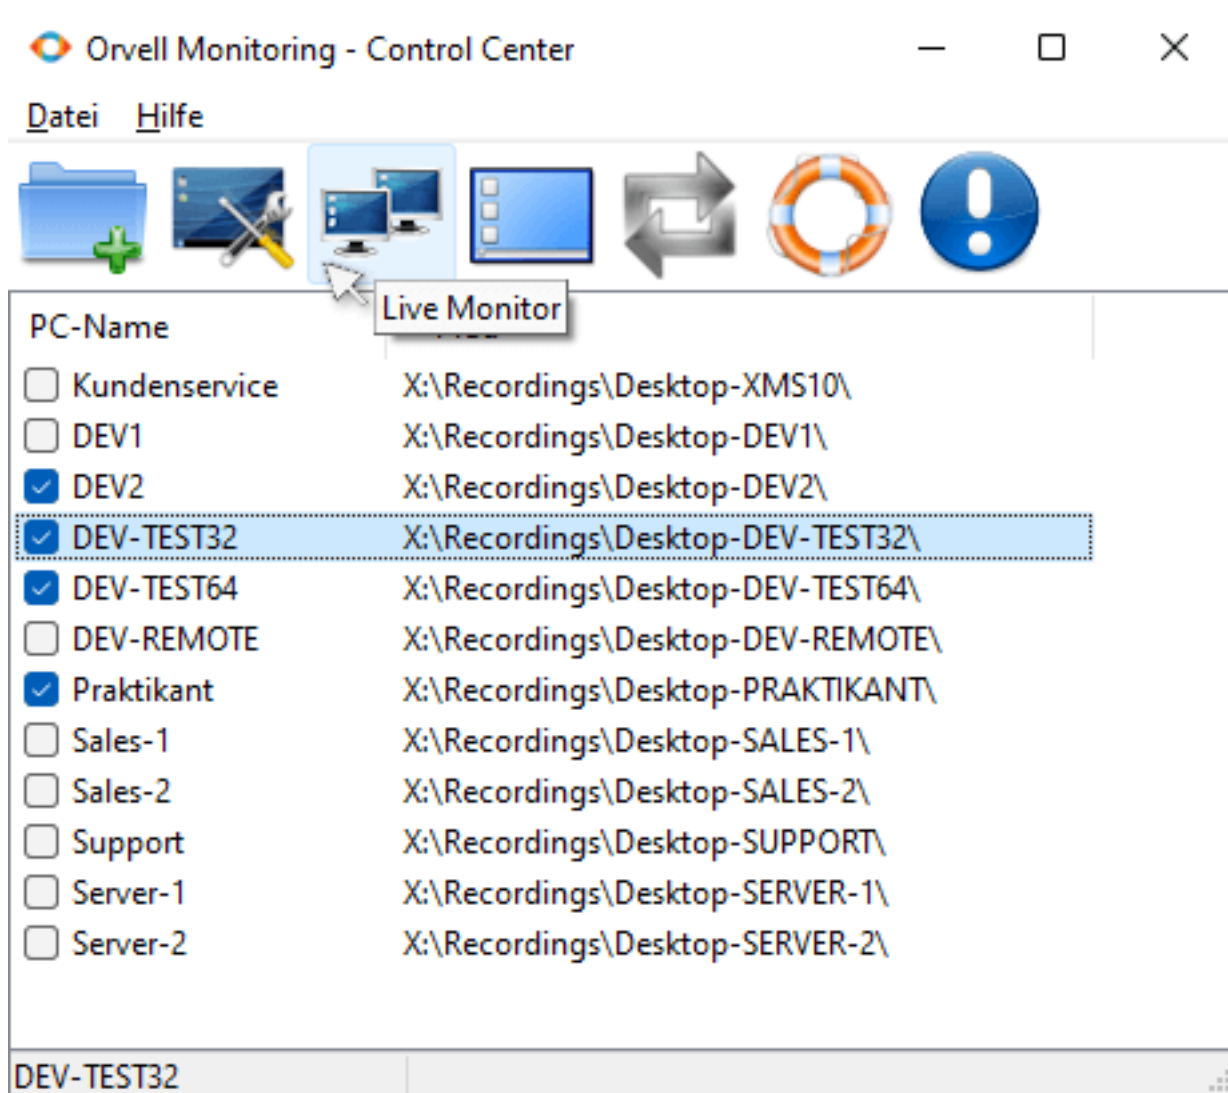 Orvell Monitoring - Control Center
Datei Hilfe
Live Monitor
PC-Name
Kundenservice X:\Recordings\Desktop-XMS10\
DEV1 X:\Recordings\Desktop-DEV1\
DEV2 X:\Recordings\Desktop-DEV2\
DEV-TEST32 X:\Recordings\Desktop-DEV-TEST32\
DEV-TEST64 X:\Recordings\Desktop-DEV-TEST64\
DEV-REMOTE X:\Recordings\Desktop-DEV-REMOTE\
Praktikant X:\Recordings\Desktop-PRAKTIKANT\
Sales-1 X:\Recordings\Desktop-SALES-1\
Sales-2 X:\Recordings\Desktop-SALES-2\
Support X:\Recordings\Desktop-SUPPORT\
Server-1 X:\Recordings\Desktop-SERVER-1\
Server-2 X:\Recordings\Desktop-SERVER-2\
DEV-TEST32